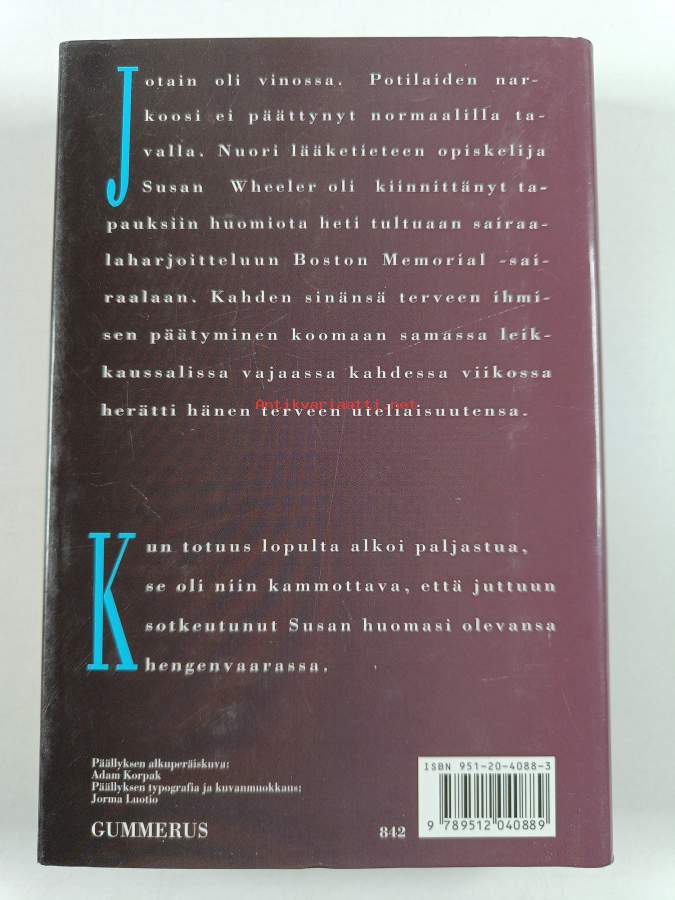 Jotain oli vinossa. Potilaiden nar-
koosi ei päättynyt normaalilla ta-
valla. Nuori lääketieteen opiskelija
Susan Wheeler oli kiinnittänyt ta-
pauksiin huomiota heti tultuaan sairaa-
laharjoitteluun Boston Memorial -sai-
raalaan. Kahden sinänsä terveen ihmi-
sen päätyminen koomaan samassa leik-
kaussalissa vajaassa kahdessa viikossa
Antikvariaatti.net
herätti hänen terveen uteliaisuutensa.
Kun totuus lopulta alkoi paljastua,
se oli niin kammottava, että juttuun
sotkeutunut Susan huomasi olevansa
hengenvaarassa.
Päällyksen alkuperäiskuva:
Adam Korpak
Päällyksen typografia ja kuvanmuokkaus:
Jorma Luotio
GUMMERUS
842
ISBN 951-20-4088-3
9 789512 040889